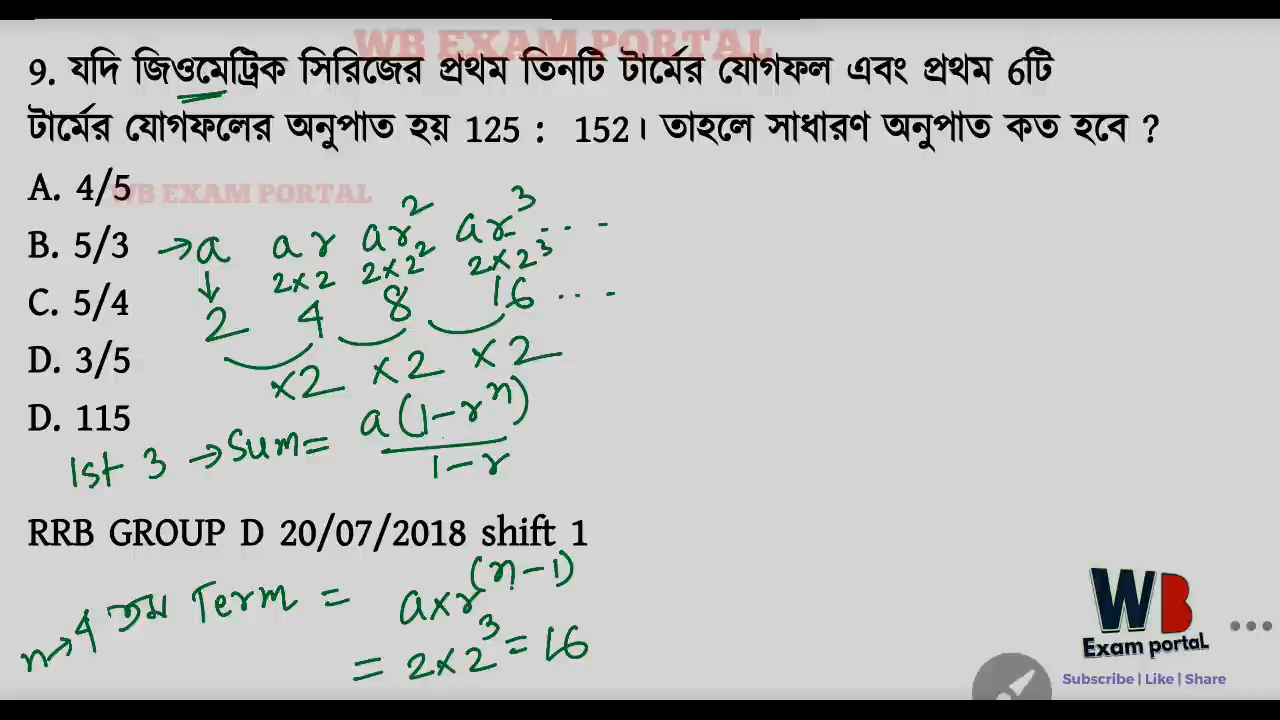 WB EXAM PORTAL
9. যদি জিওমেট্রিক সিরিজের প্রথম তিনটি টার্মের যোগফল এবং প্রথম 6টি
টার্মের যোগফলের অনুপাত হয় 125 : 152। তাহলে সাধারণ অনুপাত কত হবে ?
A. 4/5
WB EXAM PORTAL
B. 5/3 → a ar ar² ar³ ...
2×2 2×2² 2×2³
C. 5/4 2 4 8 16 ...
D. 3/5 ×2 ×2 ×2
D. 115
1st 3 → Sum = a(1-rⁿ) / 1-r
RRB GROUP D 20/07/2018 shift 1
n→4 তম Term = a×r^(n-1)
= 2×2³ = 16
WB
Exam portal
Subscribe | Like | Share